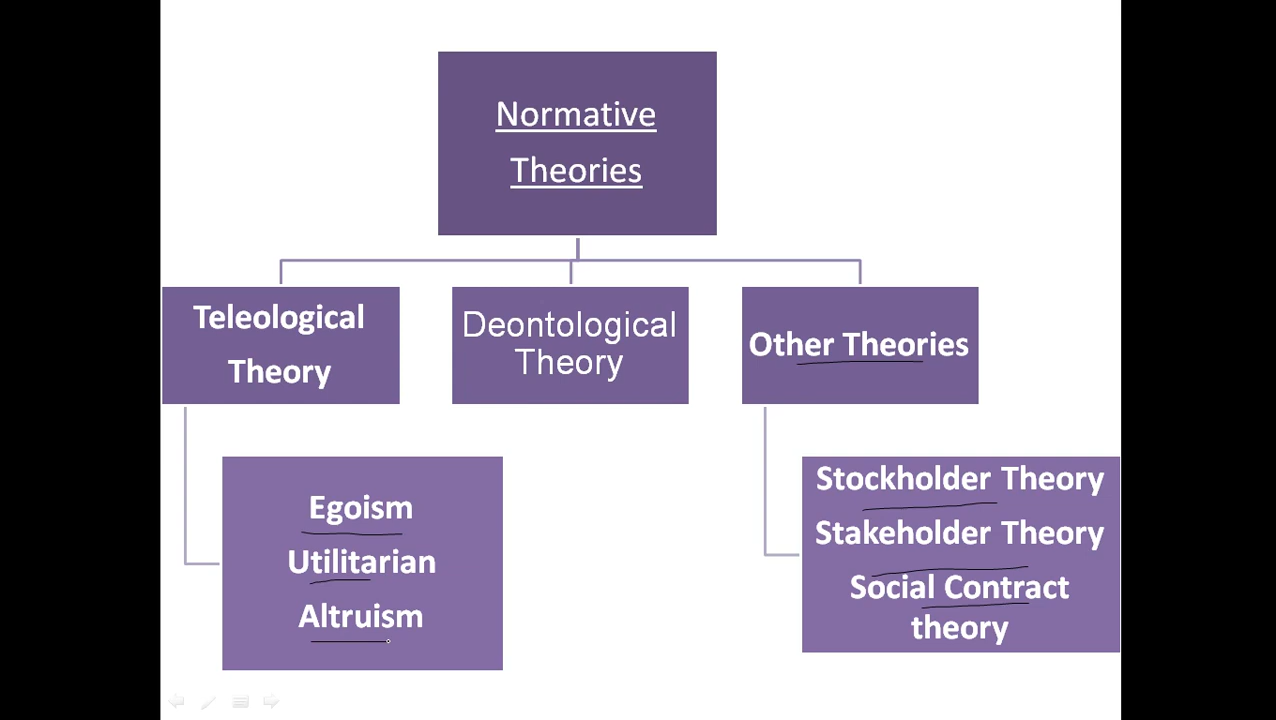 Normative
Theories
Teleological
Theory
Deontological
Theory
Other Theories
Egoism
Utilitarian
Altruism
Stockholder Theory
Stakeholder Theory
Social Contract
theory